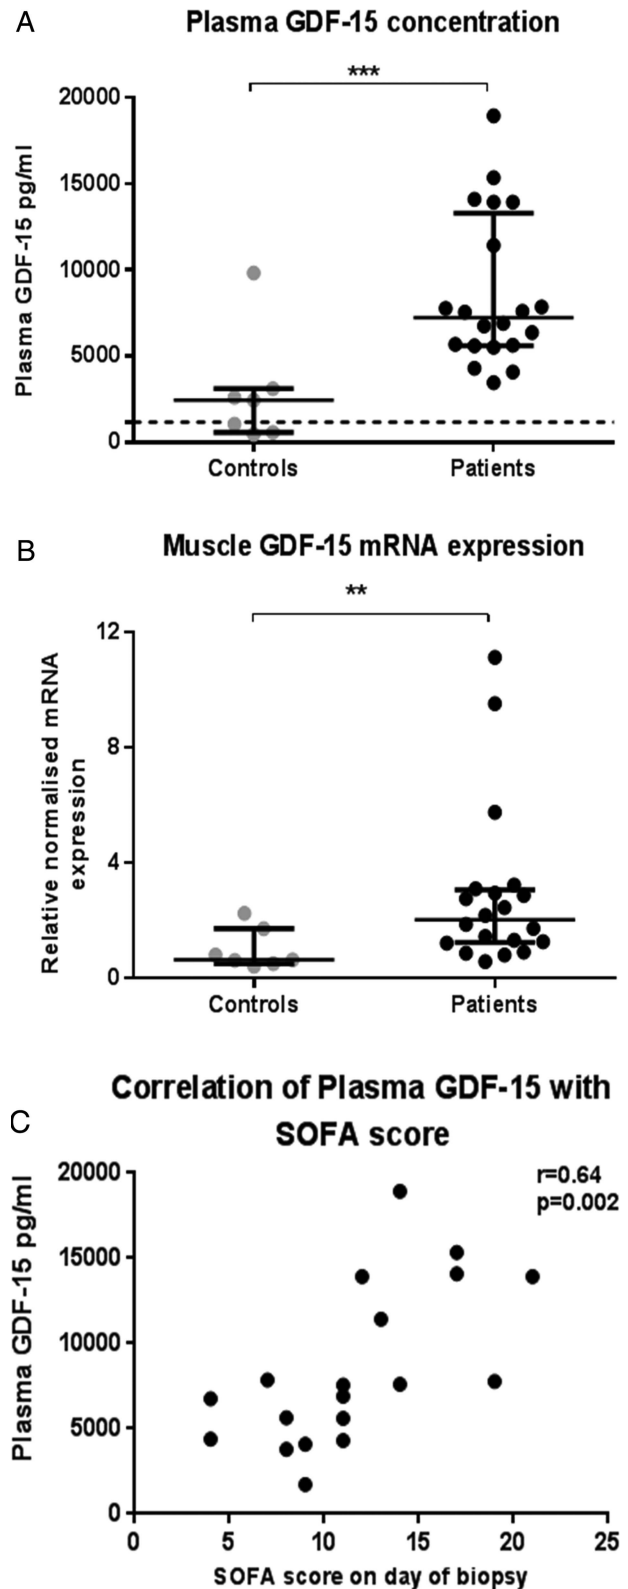 A
Plasma GDF-15 concentration
***
Plasma GDF-15 pg/ml
20000
15000
10000
5000
0
Controls
Patients
B
Muscle GDF-15 mRNA expression
**
Relative normalised mRNA
expression
12
8
4
0
Controls
Patients
C
Correlation of Plasma GDF-15 with
SOFA score
r=0.64
p=0.002
Plasma GDF-15 pg/ml
20000
15000
10000
5000
0
0
5
10
15
20
25
SOFA score on day of biopsy